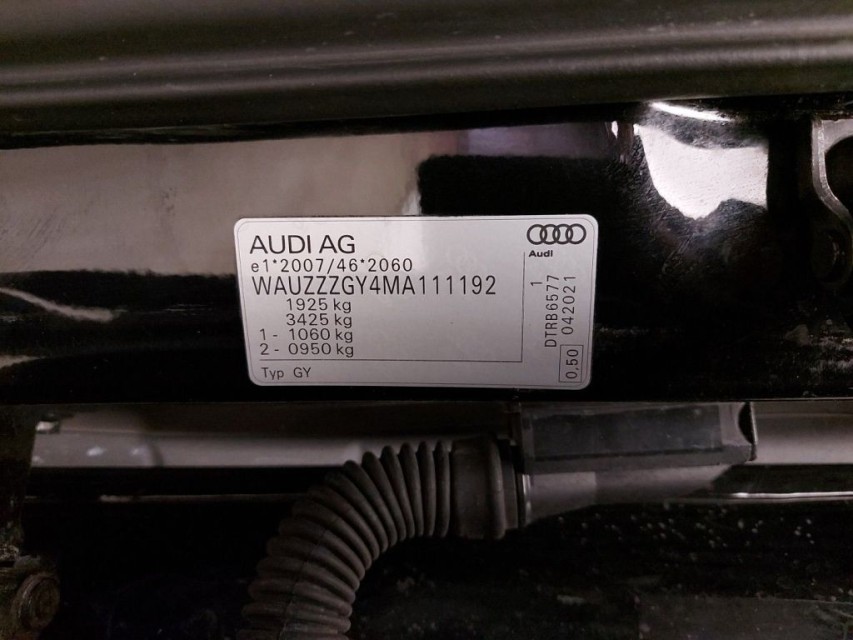 AUDI AG
e1*2007/46*2060
WAUZZZGY4MA111192
1925 kg
3425 kg
1 - 1060 kg
2 - 0950 kg
Typ GY
Audi
1
DTRB6577
042021
0,50